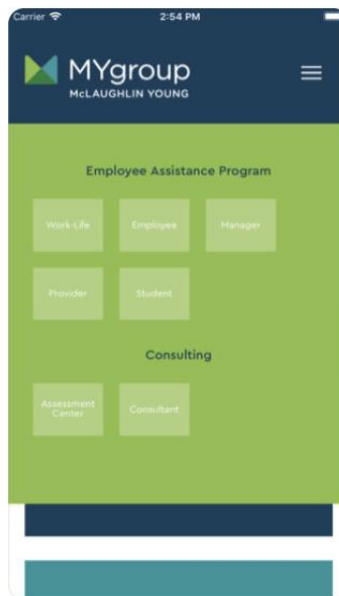 Carrier 2:54 PM
MYgroup
McLAUGHLIN YOUNG
Employee Assistance Program
Work-Life Employee Manager
Provider Student
Consulting
Assessment
Center
Consultant